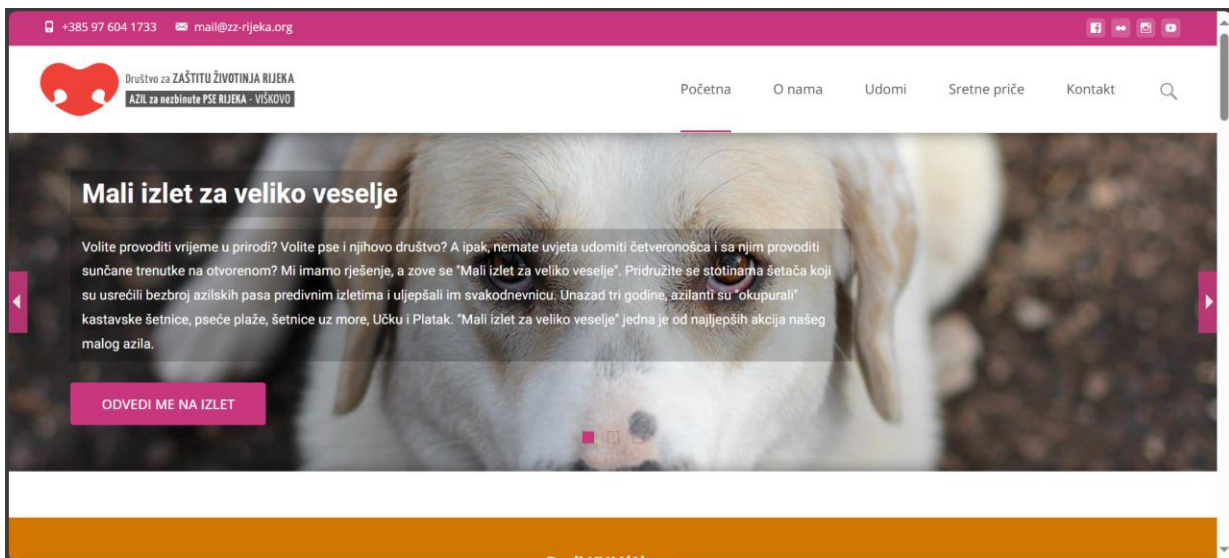 +385 97 604 1733 mail@zz-rijeka.org
Društvo za ZAŠTITU ŽIVOTINJA RIJEKA
AZIL za nezbinute PSE RIJEKA - VIŠKOVO
Početna O nama Udomi Sretne priče Kontakt
Mali izlet za veliko veselje
Volite provoditi vrijeme u prirodi? Volite pse i njihovo društvo? A ipak, nemate uvjeta udomiti četveronošca i sa njim provoditi
sunčane trenutke na otvorenom? Mi imamo rješenje, a zove se "Mali izlet za veliko veselje". Pridružite se stotinama šetača koji
su usrećili bezbroj azilskih pasa predivnim izletima i uljepšali im svakodnevnicu. Unazad tri godine, azilanti su "okupurali"
kastavske šetnice, pseće plaže, šetnice uz more, Učku i Platak. "Mali izlet za veliko veselje" jedna je od najljepših akcija našeg
malog azila.
ODVEDI ME NA IZLET